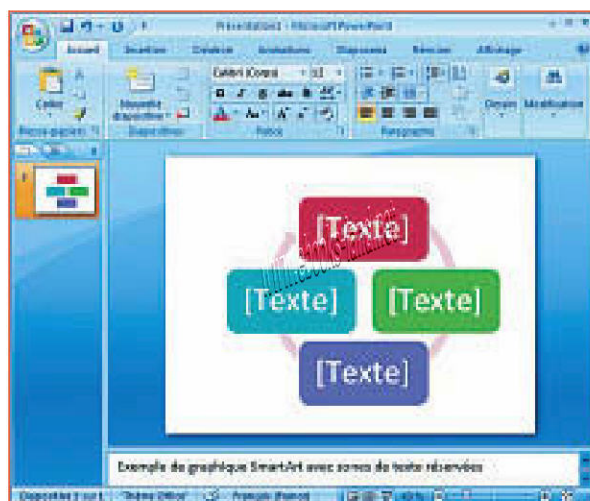 Présentation1 - Microsoft PowerPoint
Accueil Insertion Création Animations Diaporama Révision Affichage
Coller Nouvelle diapositive Dessin Modification
Presse-papiers Diapositives Police Paragraphe
1
[Texte]
[Texte] [Texte]
[Texte]
Exemple de graphique SmartArt avec zones de texte réservées
Diapositive 1 sur 1 "Thème Office" Français (France)